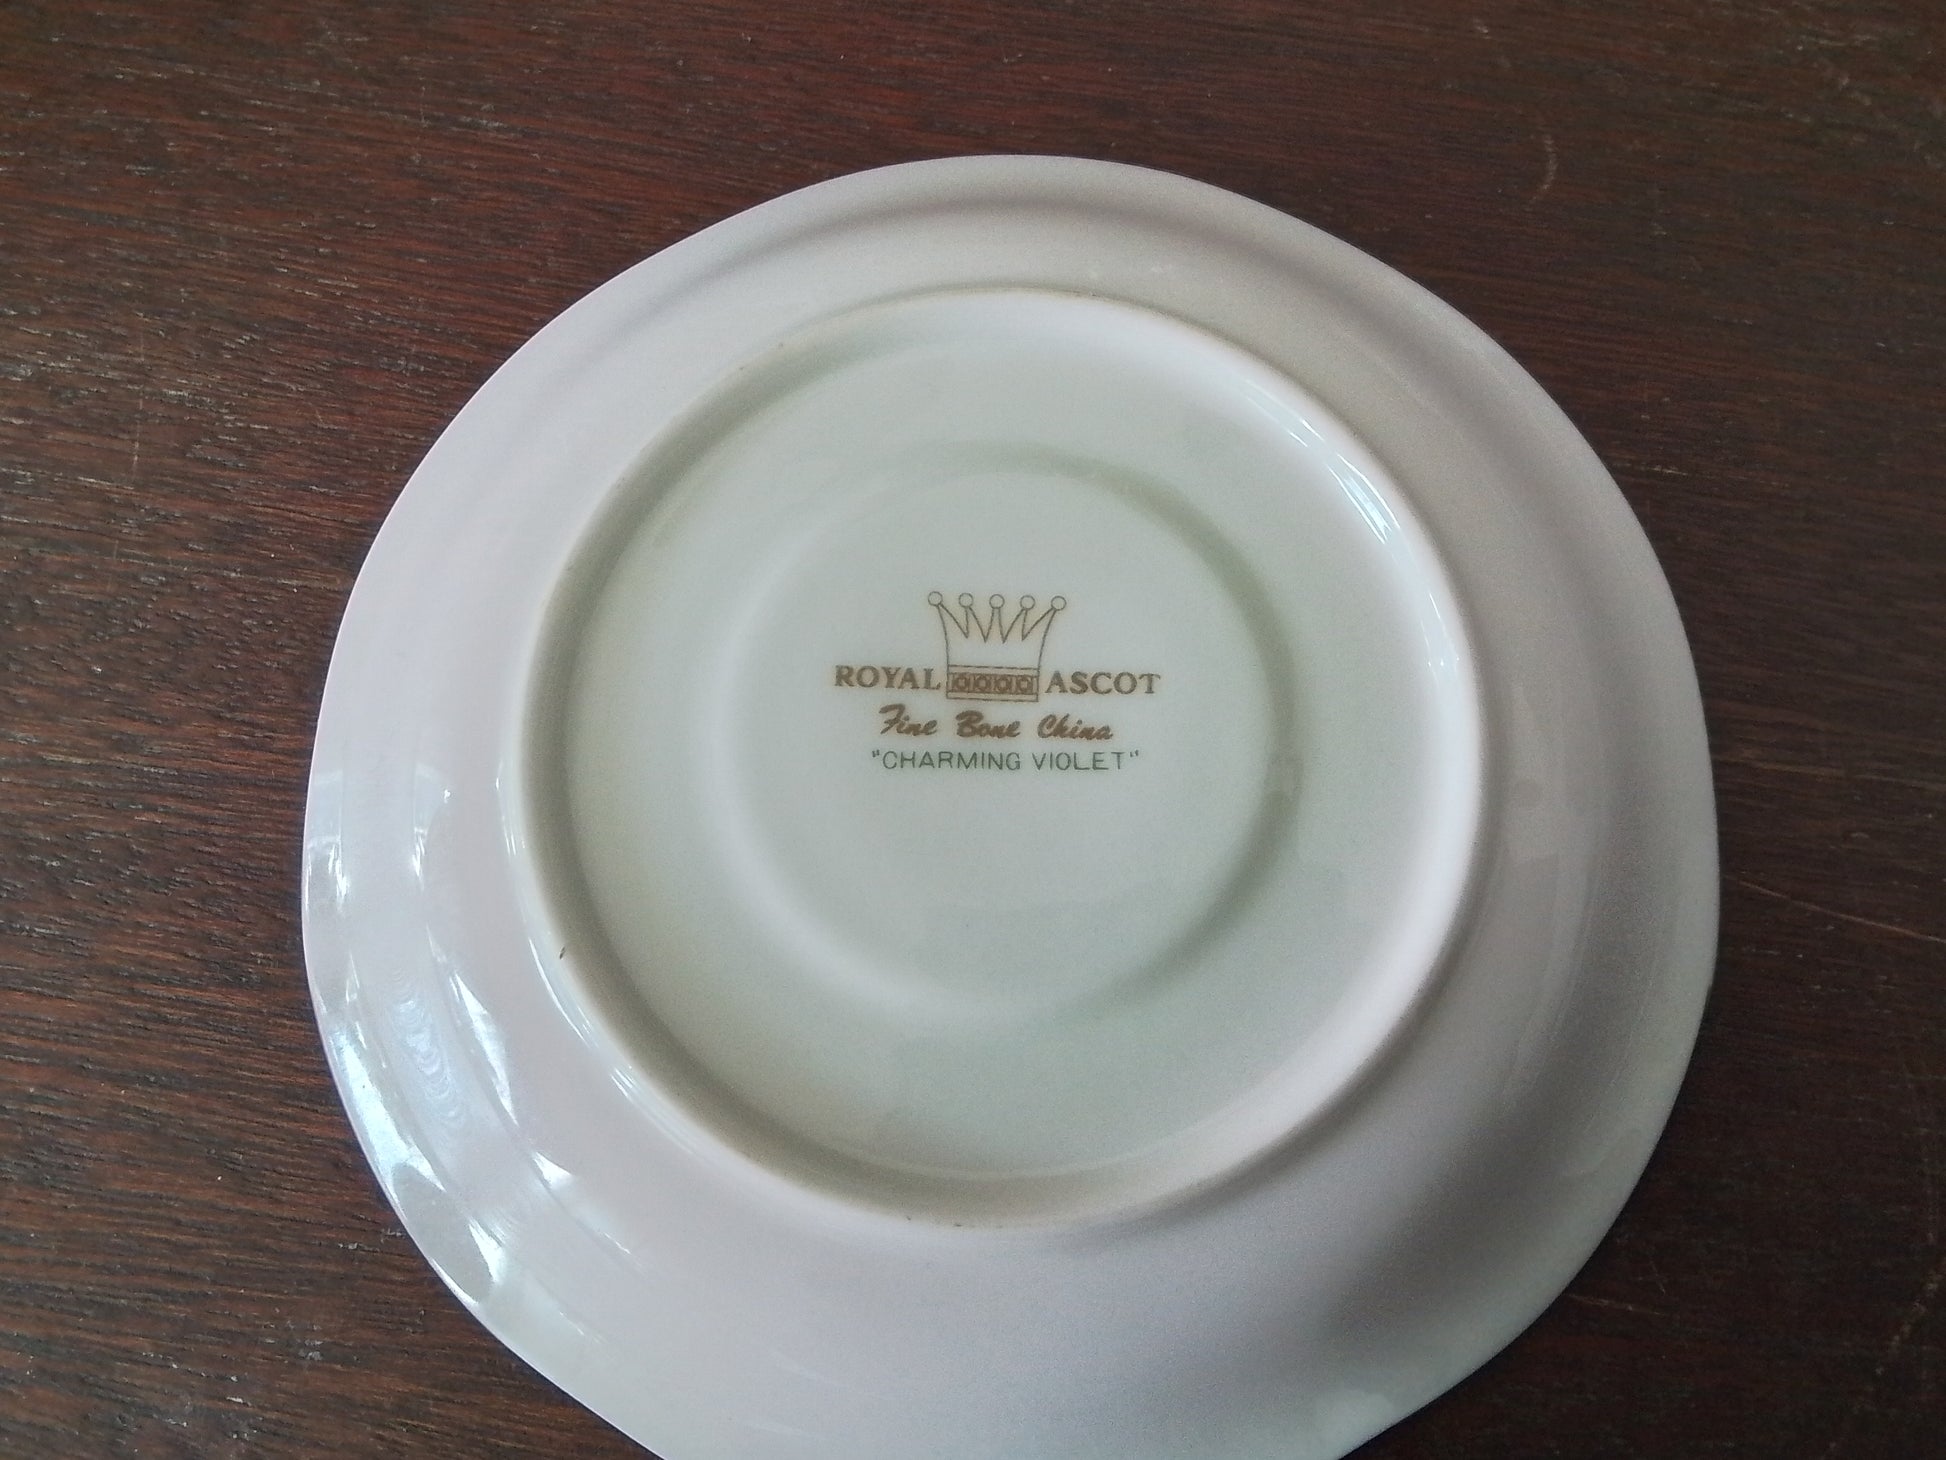 ROYAL ASCOT
Fine Bone China
"CHARMING VIOLET"